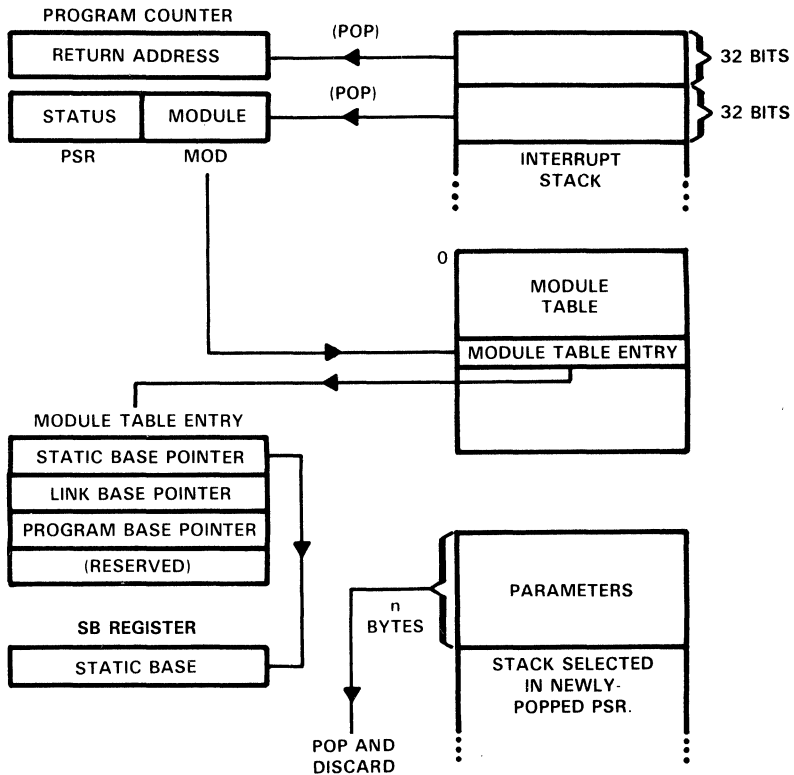 PROGRAM COUNTER
RETURN ADDRESS
(POP)
32 BITS
STATUS
MODULE
(POP)
32 BITS
PSR
MOD
INTERRUPT
STACK
0
MODULE
TABLE
MODULE TABLE ENTRY
MODULE TABLE ENTRY
STATIC BASE POINTER
LINK BASE POINTER
PROGRAM BASE POINTER
(RESERVED)
SB REGISTER
STATIC BASE
n
BYTES
PARAMETERS
STACK SELECTED
IN NEWLY-
POPPED PSR.
POP AND
DISCARD